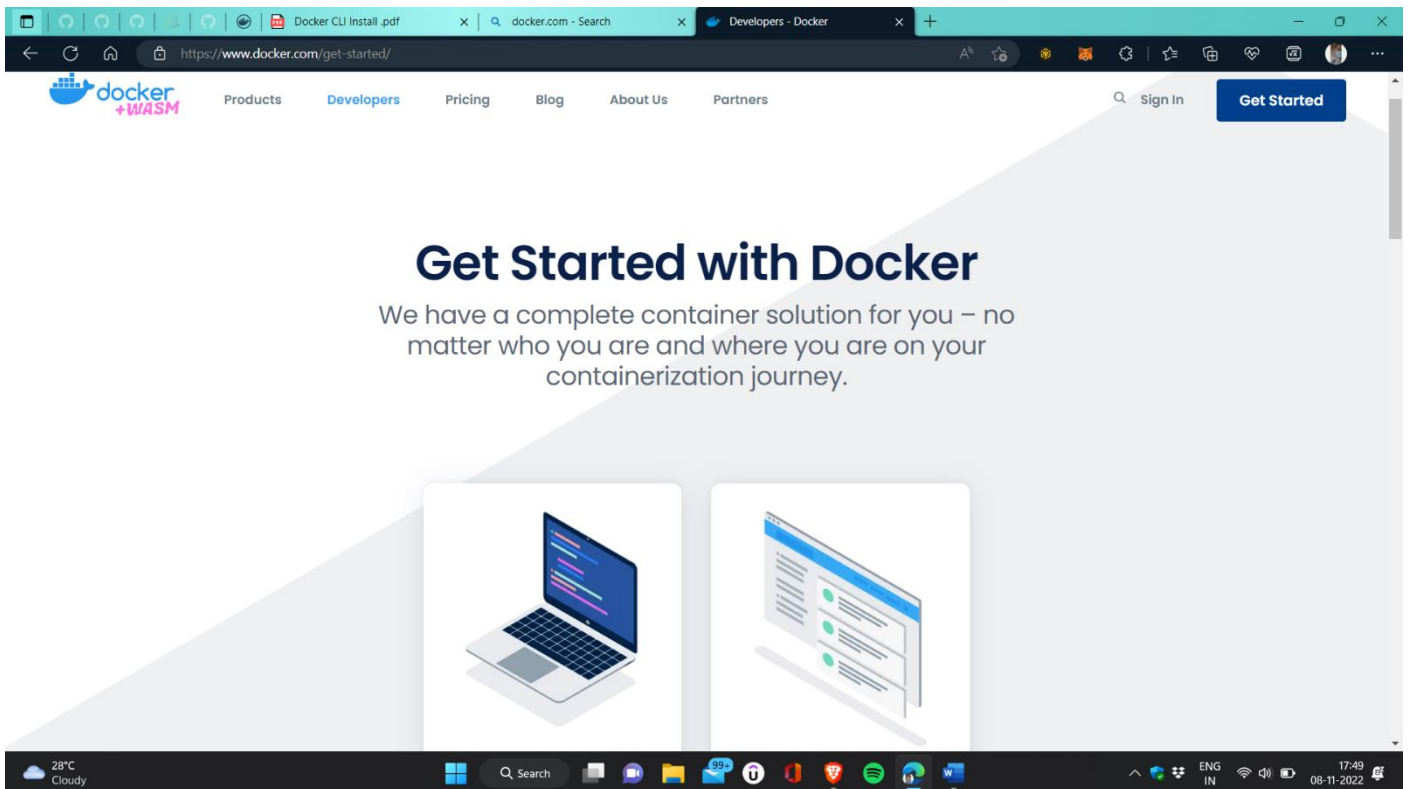 Docker CLI Install .pdf
docker.com - Search
Developers - Docker
https://www.docker.com/get-started/
docker
+WASM
Products
Developers
Pricing
Blog
About Us
Partners
Sign In
Get Started
Get Started with Docker
We have a complete container solution for you – no
matter who you are and where you are on your
containerization journey.
28°C
Cloudy
Search
99+
ENG
IN
17:49
08-11-2022